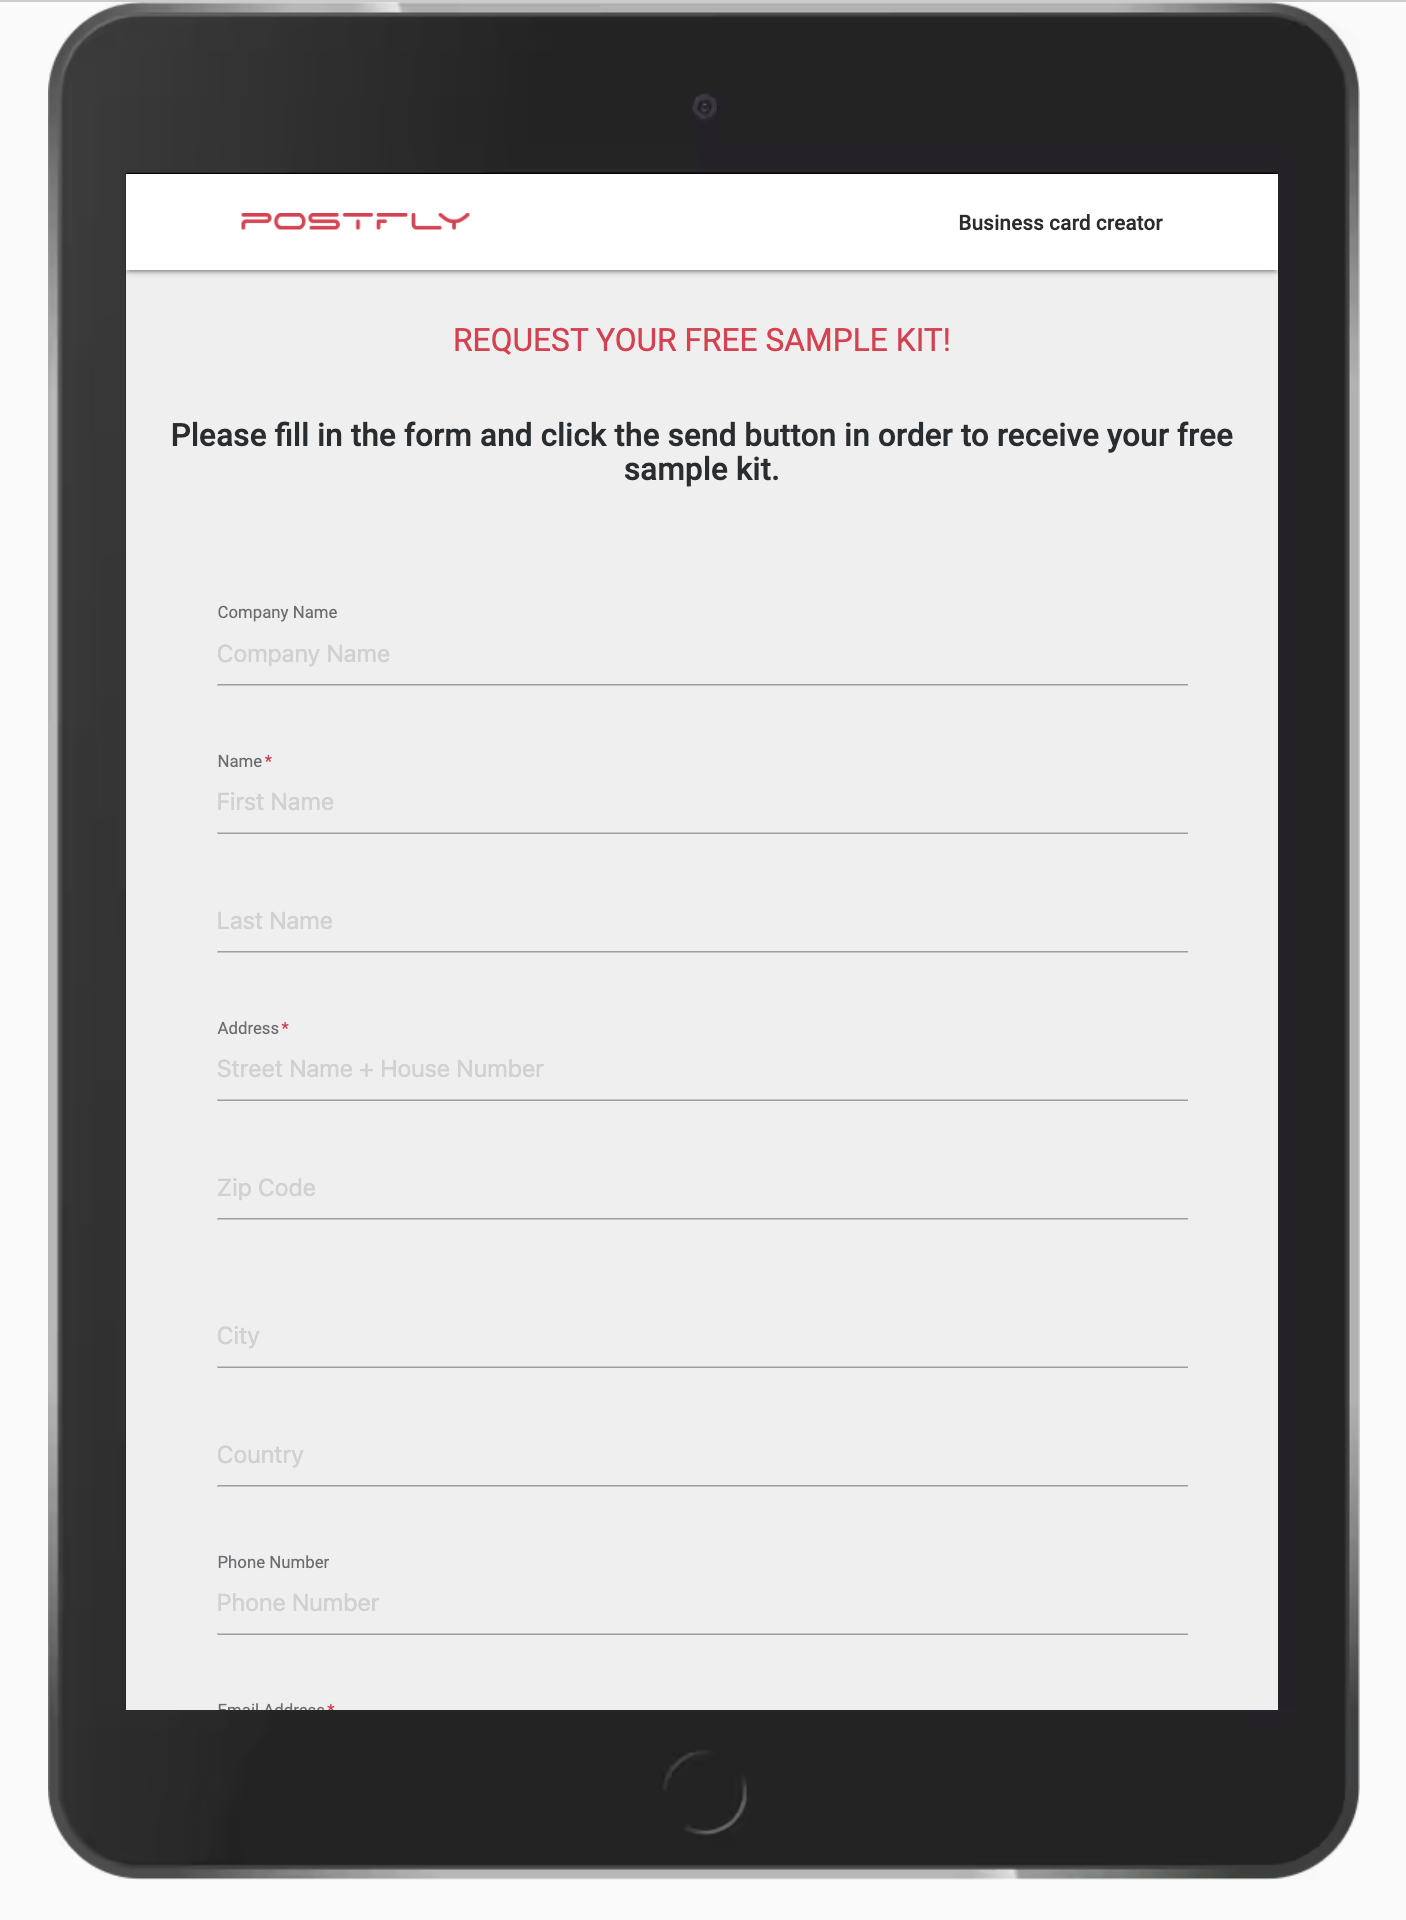 POSTFLY
Business card creator
REQUEST YOUR FREE SAMPLE KIT!
Please fill in the form and click the send button in order to receive your free
sample kit.
Company Name
Company Name
Name*
First Name
Last Name
Address*
Street Name + House Number
Zip Code
City
Country
Phone Number
Phone Number
Email Address*